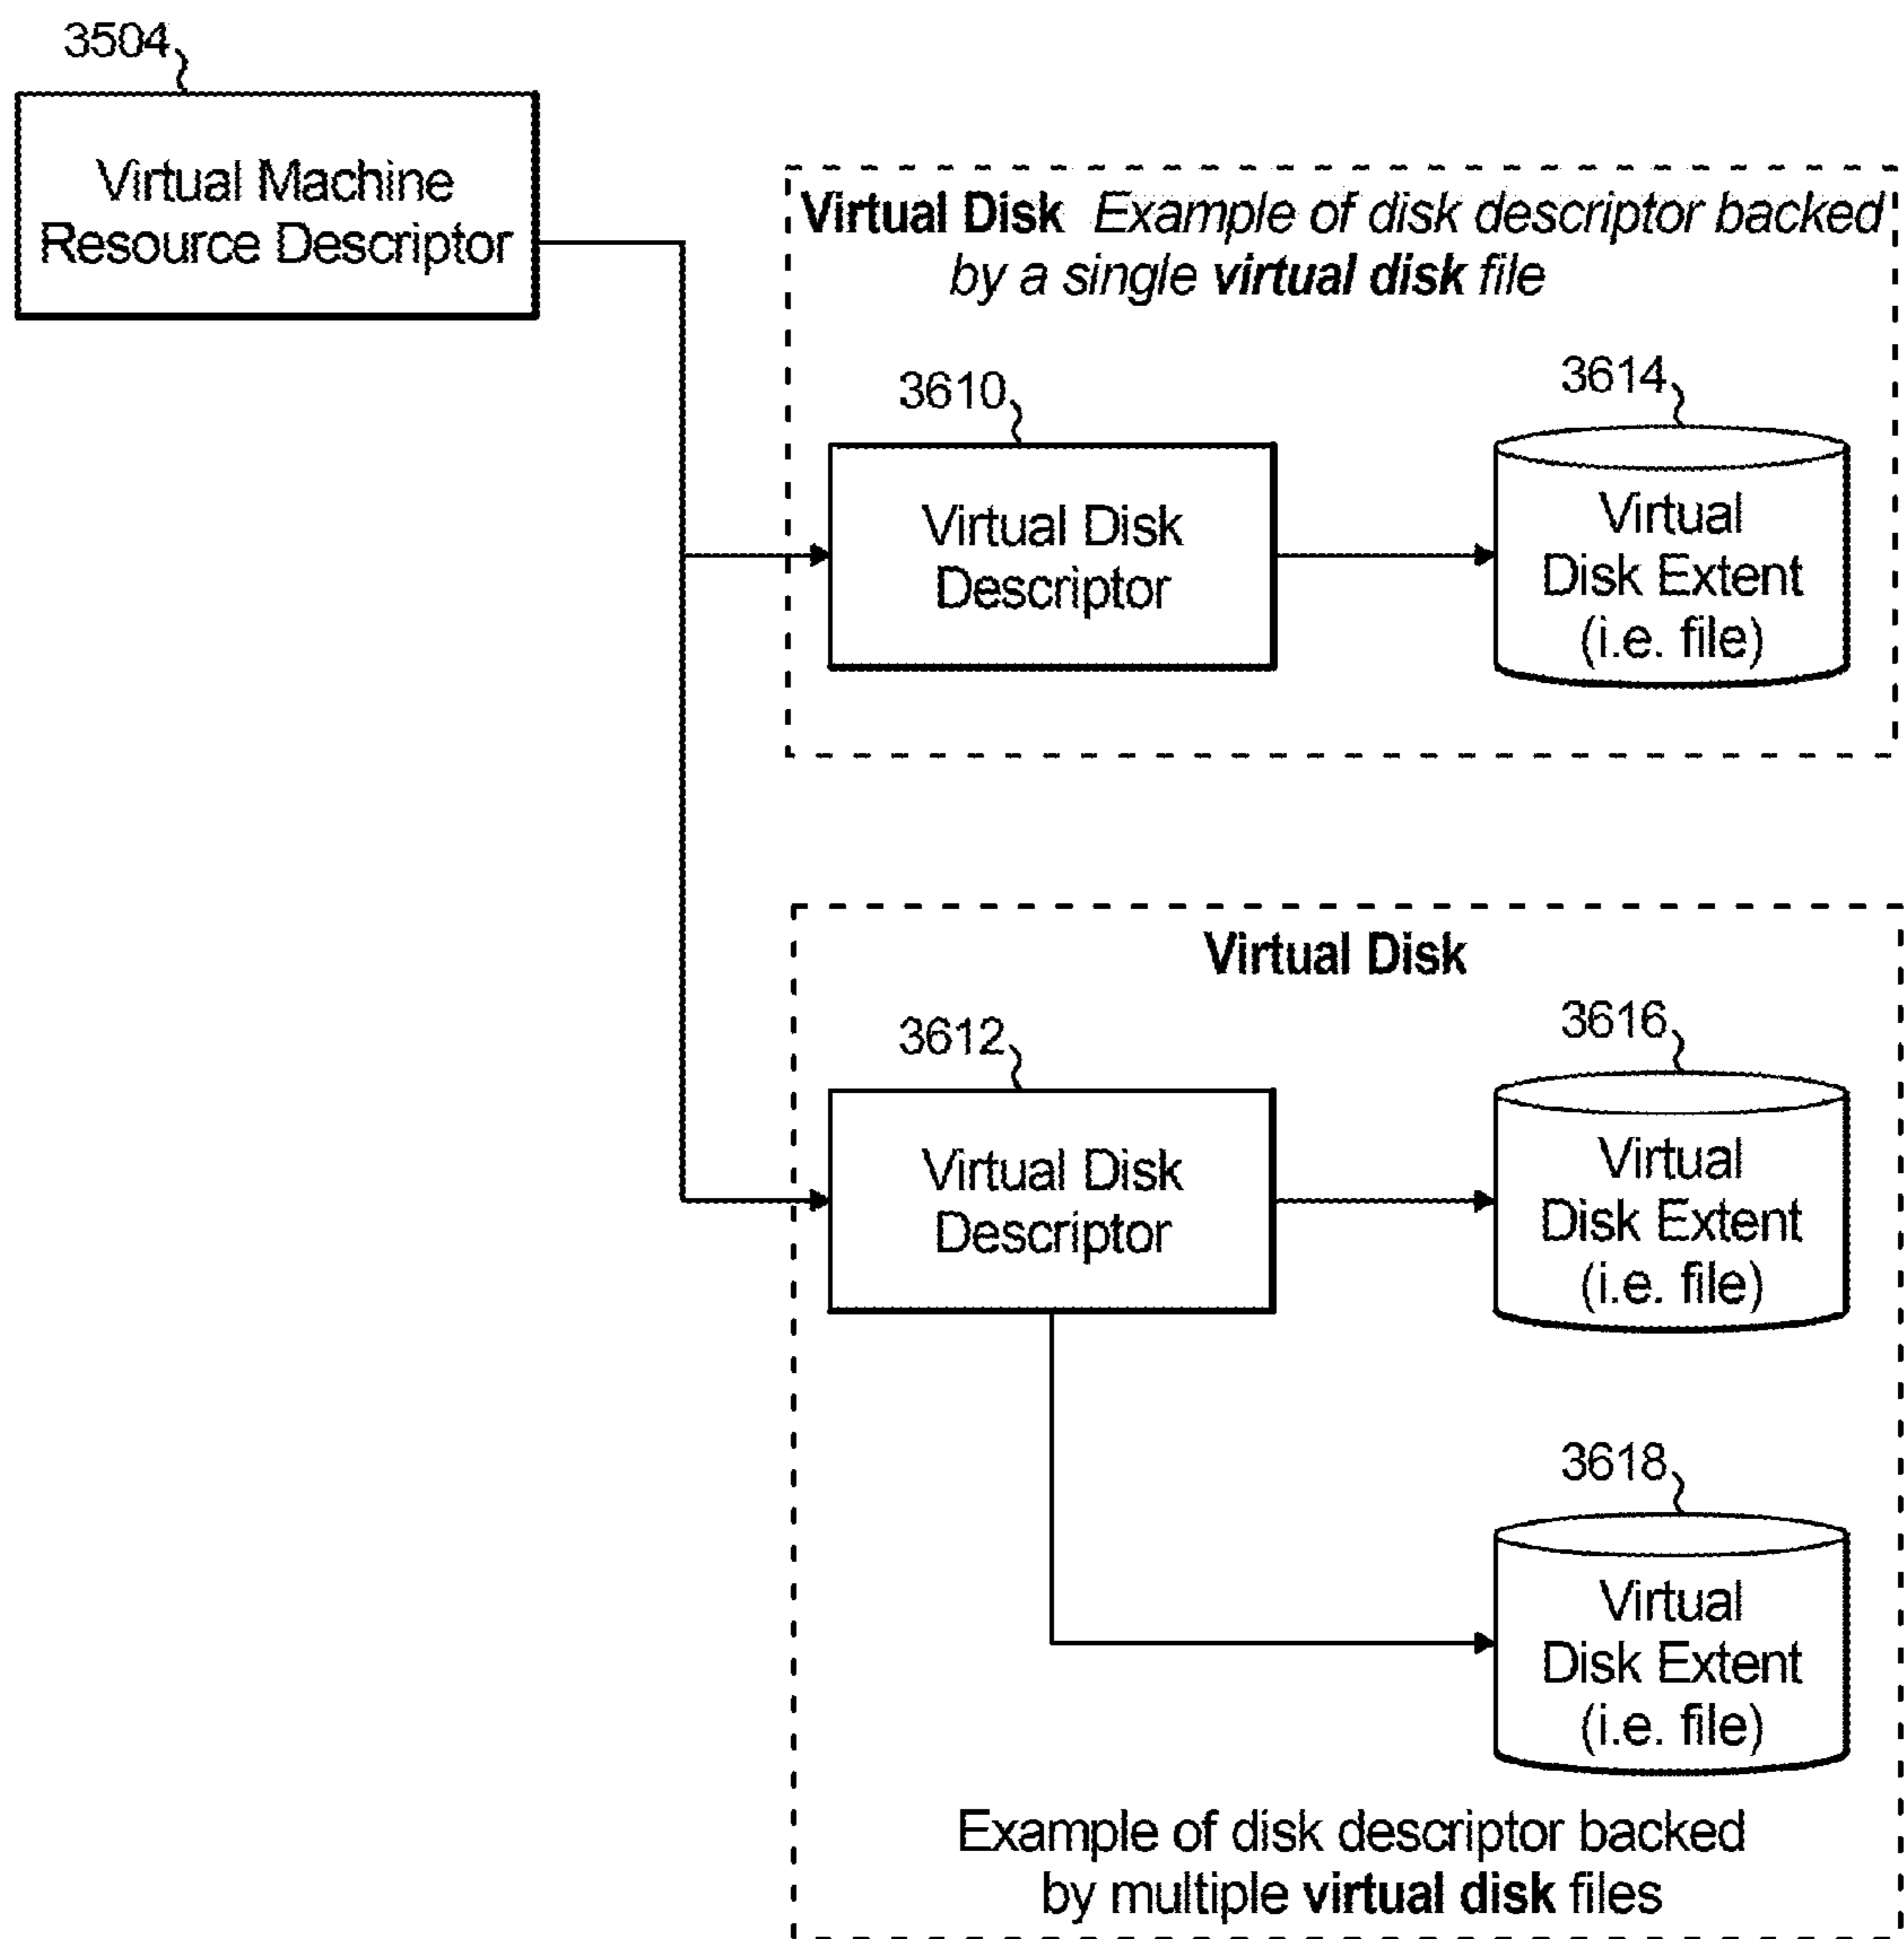 3504
Virtual Machine
Resource Descriptor
Virtual Disk Example of disk descriptor backed
by a single virtual disk file
3610
3614
Virtual Disk
Descriptor
Virtual
Disk Extent
(i.e. file)
Virtual Disk
3612
3616
Virtual Disk
Descriptor
Virtual
Disk Extent
(i.e. file)
3618
Virtual
Disk Extent
(i.e. file)
Example of disk descriptor backed
by multiple virtual disk files